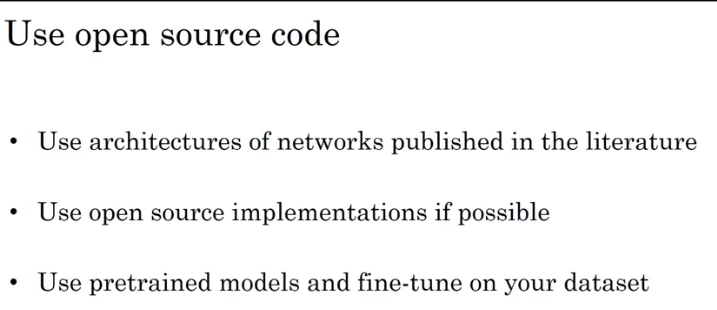 Use open source code
• Use architectures of networks published in the literature
• Use open source implementations if possible
• Use pretrained models and fine-tune on your dataset